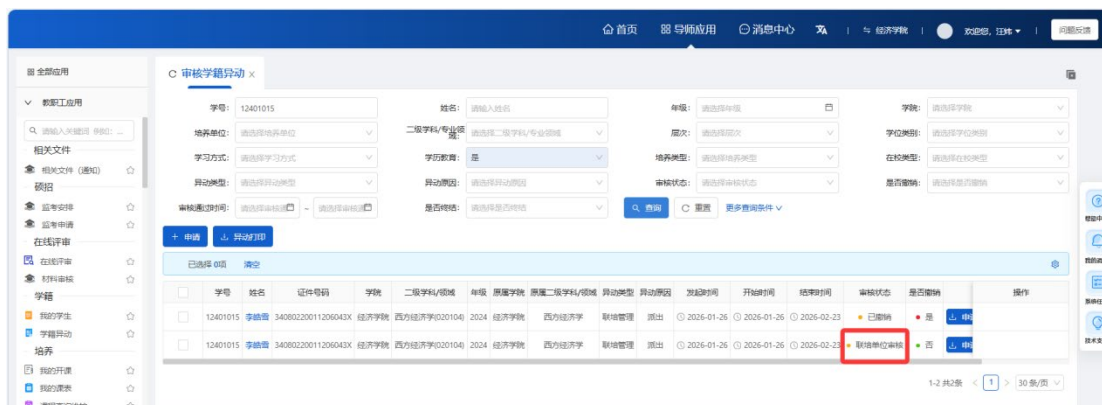 首页 导师应用 消息中心 经济学院 欢迎您, 汪炜 问题反馈
全部应用
审核学籍异动 ×
教职工应用
请输入关键词 例如: ...
相关文件
相关文件 (通知)
硕招
监考安排
监考申请
在线评审
在线评审
材料审核
学籍
我的学生
学籍异动
培养
我的开课
我的课表
学号: 12401015 姓名: 请输入姓名 年级: 请选择年级 学院: 请选择学院
培养单位: 请选择培养单位 二级学科/专业领域: 请选择二级学科/专业领域 层次: 请选择层次 学位类别: 请选择学位类别
学习方式: 请选择学习方式 学历教育: 是 培养类型: 请选择培养类型 在校类型: 请选择在校类型
异动类型: 请选择异动类型 异动原因: 请选择异动原因 审核状态: 请选择审核状态 是否撤销: 请选择是否撤销
审核通过时间: 请选择审核通 - 请选择审核通 是否终结: 请选择是否终结 查询 重置 更多查询条件
+ 申请 异动打印
已选择 0项 清空
学号 姓名 证件号码 学院 二级学科/领域 年级 原属学院 原属二级学科/领域 异动类型 异动原因 发起时间 开始时间 结束时间 审核状态 是否撤销 操作
12401015 李皓雪 34080220011206043X 经济学院 西方经济学(020104) 2024 经济学院 西方经济学 联培管理 派出 2026-01-26 2026-01-26 2026-02-23 已撤销 是
12401015 李皓雪 34080220011206043X 经济学院 西方经济学(020104) 2024 经济学院 西方经济学 联培管理 派出 2026-01-26 2026-01-26 2026-02-23 联培单位审核 否
1-2 共2条 < 1 > 30 条/页